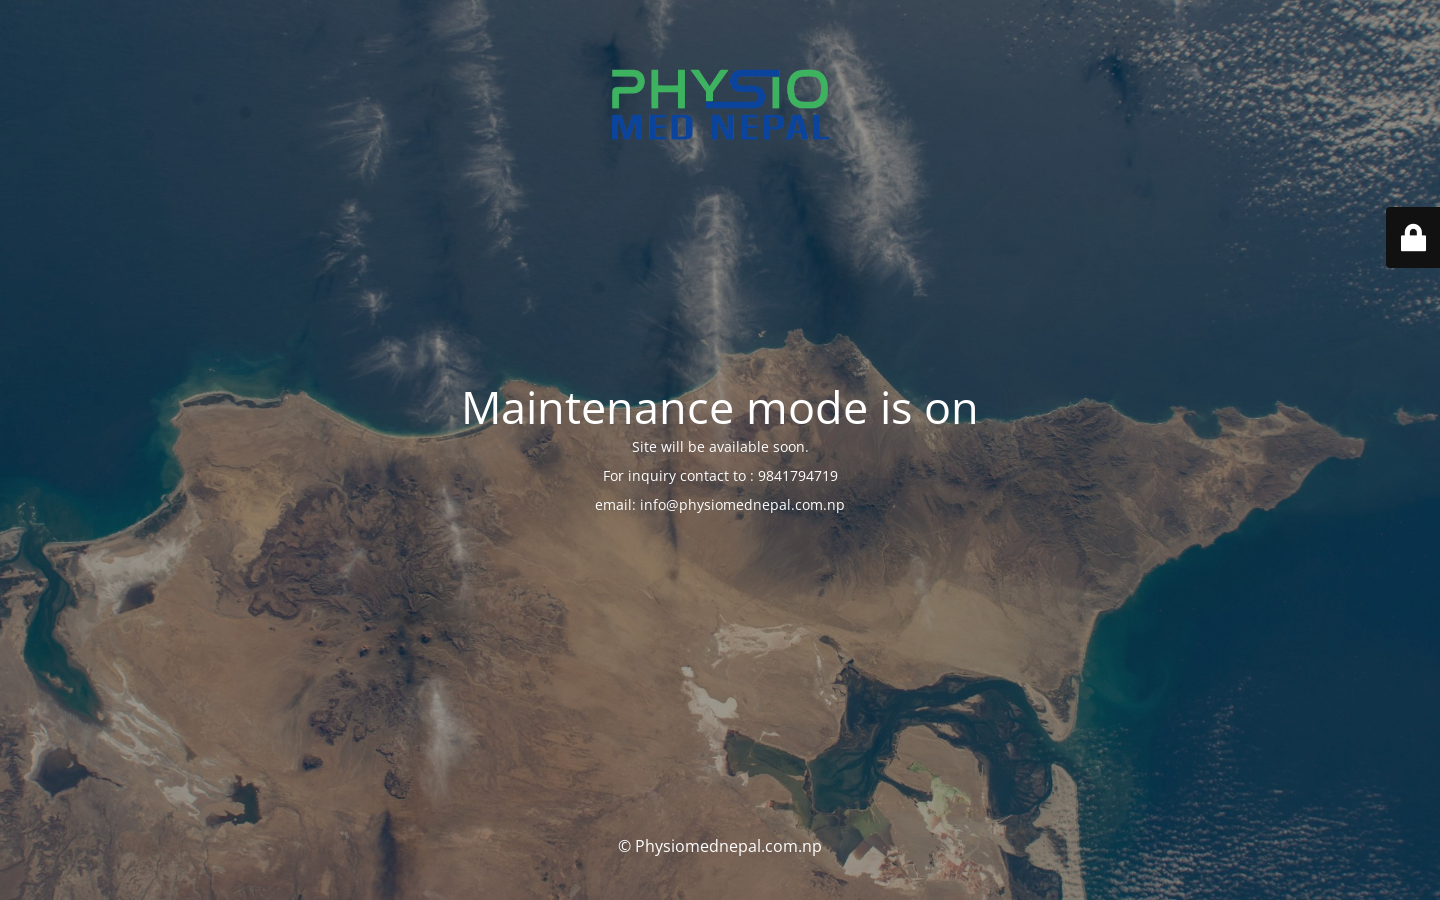 PHYSIO
MED NEPAL
Maintenance mode is on
Site will be available soon.
For inquiry contact to : 9841794719
email: info@physiomednepal.com.np
© Physiomednepal.com.np